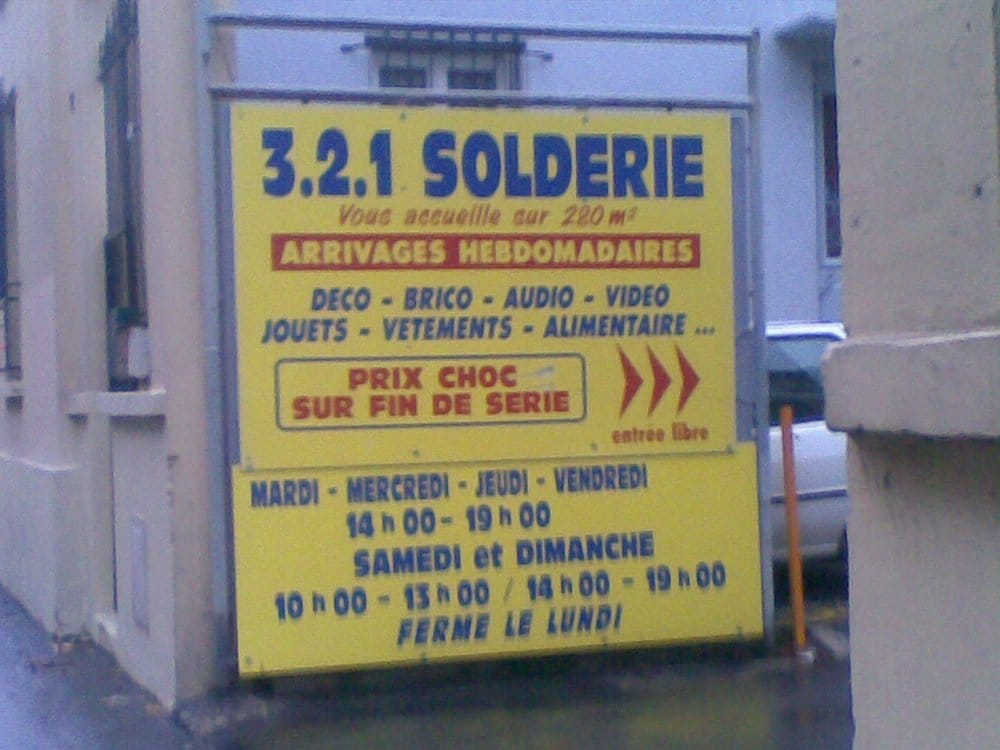 3.2.1 SOLDERIE
Vous accueille sur 220 m²
ARRIVAGES HEBDOMADAIRES
DECO - BRICO - AUDIO - VIDEO
JOUETS - VETEMENTS - ALIMENTAIRE ...
PRIX CHOC
SUR FIN DE SERIE
entrée libre
MARDI - MERCREDI - JEUDI - VENDREDI
14 h 00 - 19 h 00
SAMEDI et DIMANCHE
10 h 00 - 13 h 00 / 14 h 00 - 19 h 00
FERME LE LUNDI